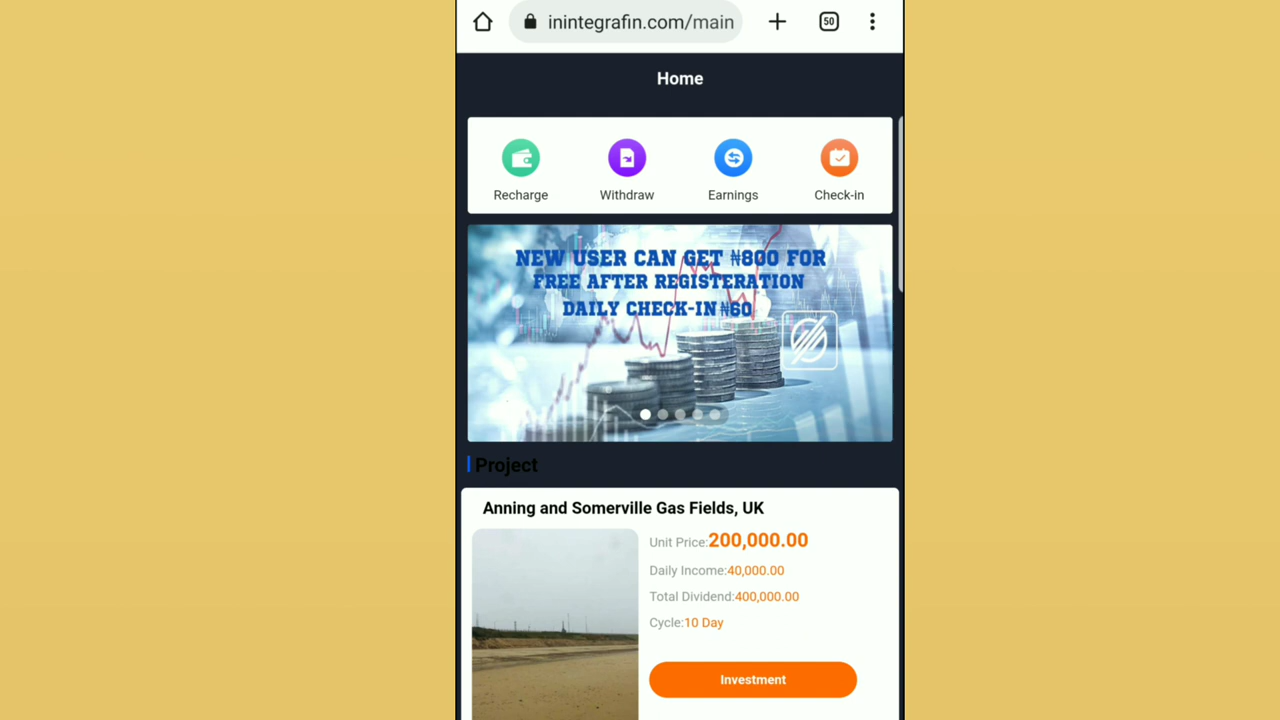 inintegrafin.com/main
50
Home
Recharge
Withdraw
Earnings
Check-in
NEW USER CAN GET ₦800 FOR
FREE AFTER REGISTERATION
DAILY CHECK-IN ₦60
Project
Anning and Somerville Gas Fields, UK
Unit Price:200,000.00
Daily Income:40,000.00
Total Dividend:400,000.00
Cycle:10 Day
Investment